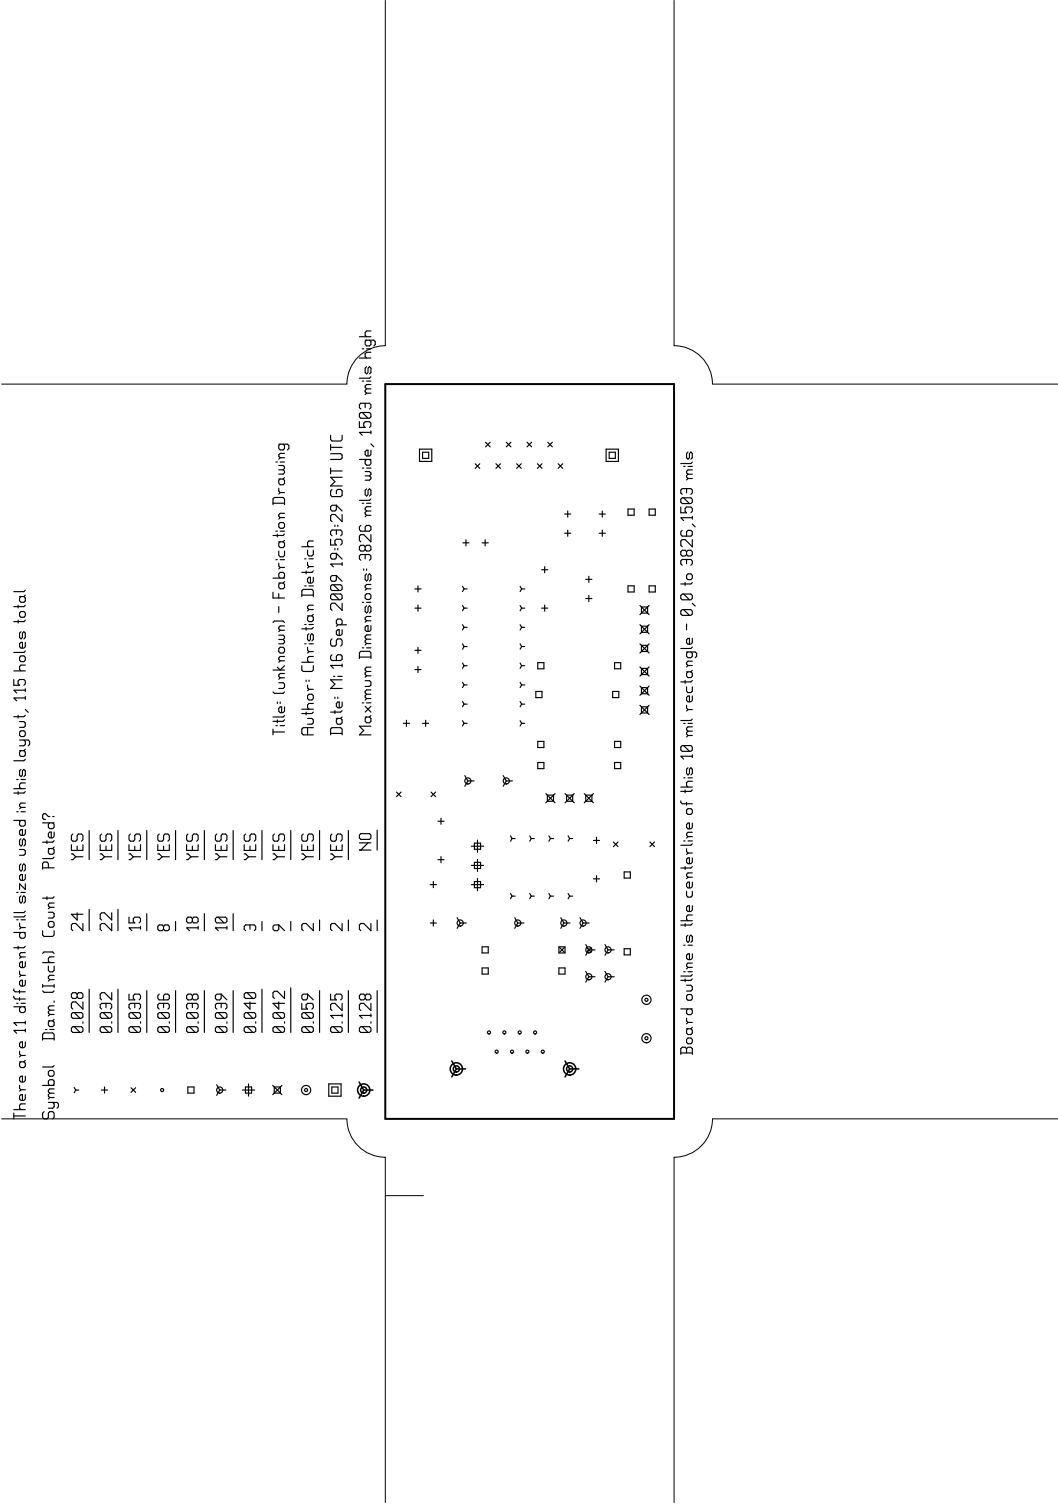 There are 11 different drill sizes used in this layout, 115 holes total
Symbol Diam. (Inch) Count Plated?
0.028 24 YES
0.032 22 YES
0.035 15 YES
0.036 8 YES
0.038 18 YES
0.039 10 YES
0.040 3 YES
0.042 9 YES
0.059 2 YES
0.125 2 YES
0.128 2 NO
Title: (unknown) - Fabrication Drawing
Author: Christian Dietrich
Date: Mi 16 Sep 2009 19:53:29 GMT UTC
Maximum Dimensions: 3826 mils wide, 1503 mils high
Board outline is the centerline of this 10 mil rectangle - 0,0 to 3826,1503 mils